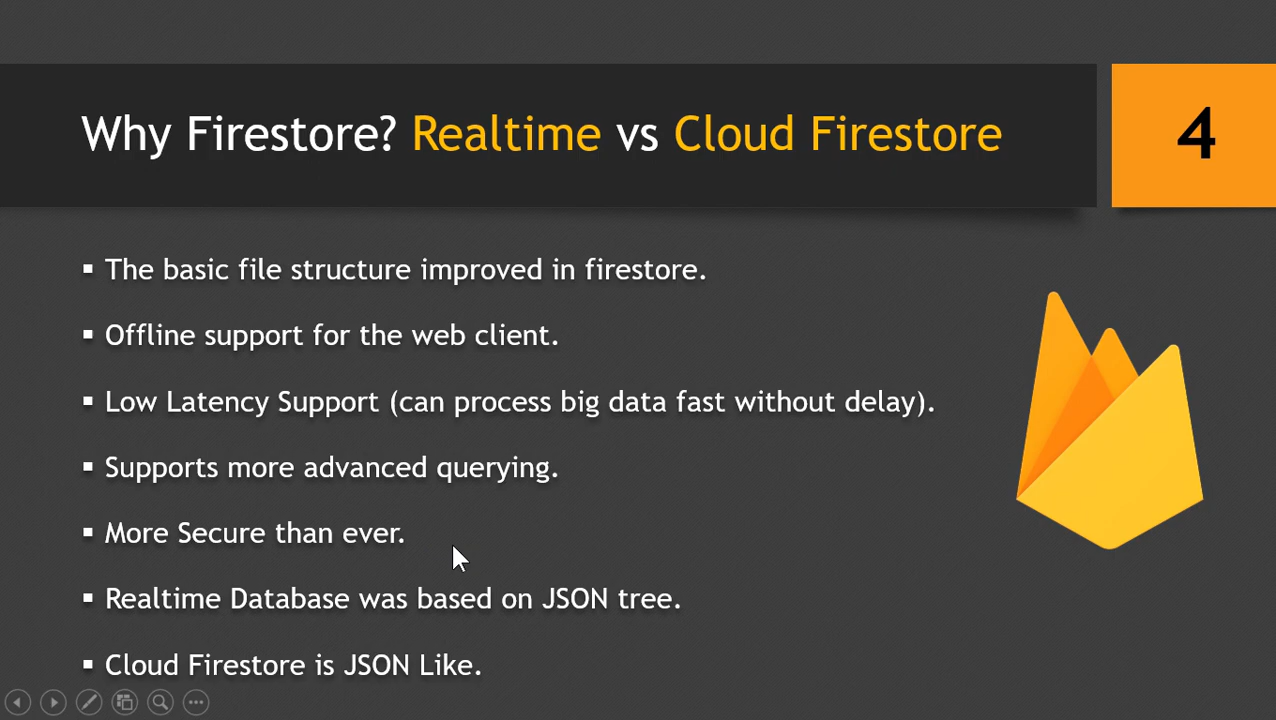 Why Firestore? Realtime vs Cloud Firestore
4
▪ The basic file structure improved in firestore.
▪ Offline support for the web client.
▪ Low Latency Support (can process big data fast without delay).
▪ Supports more advanced querying.
▪ More Secure than ever.
▪ Realtime Database was based on JSON tree.
▪ Cloud Firestore is JSON Like.